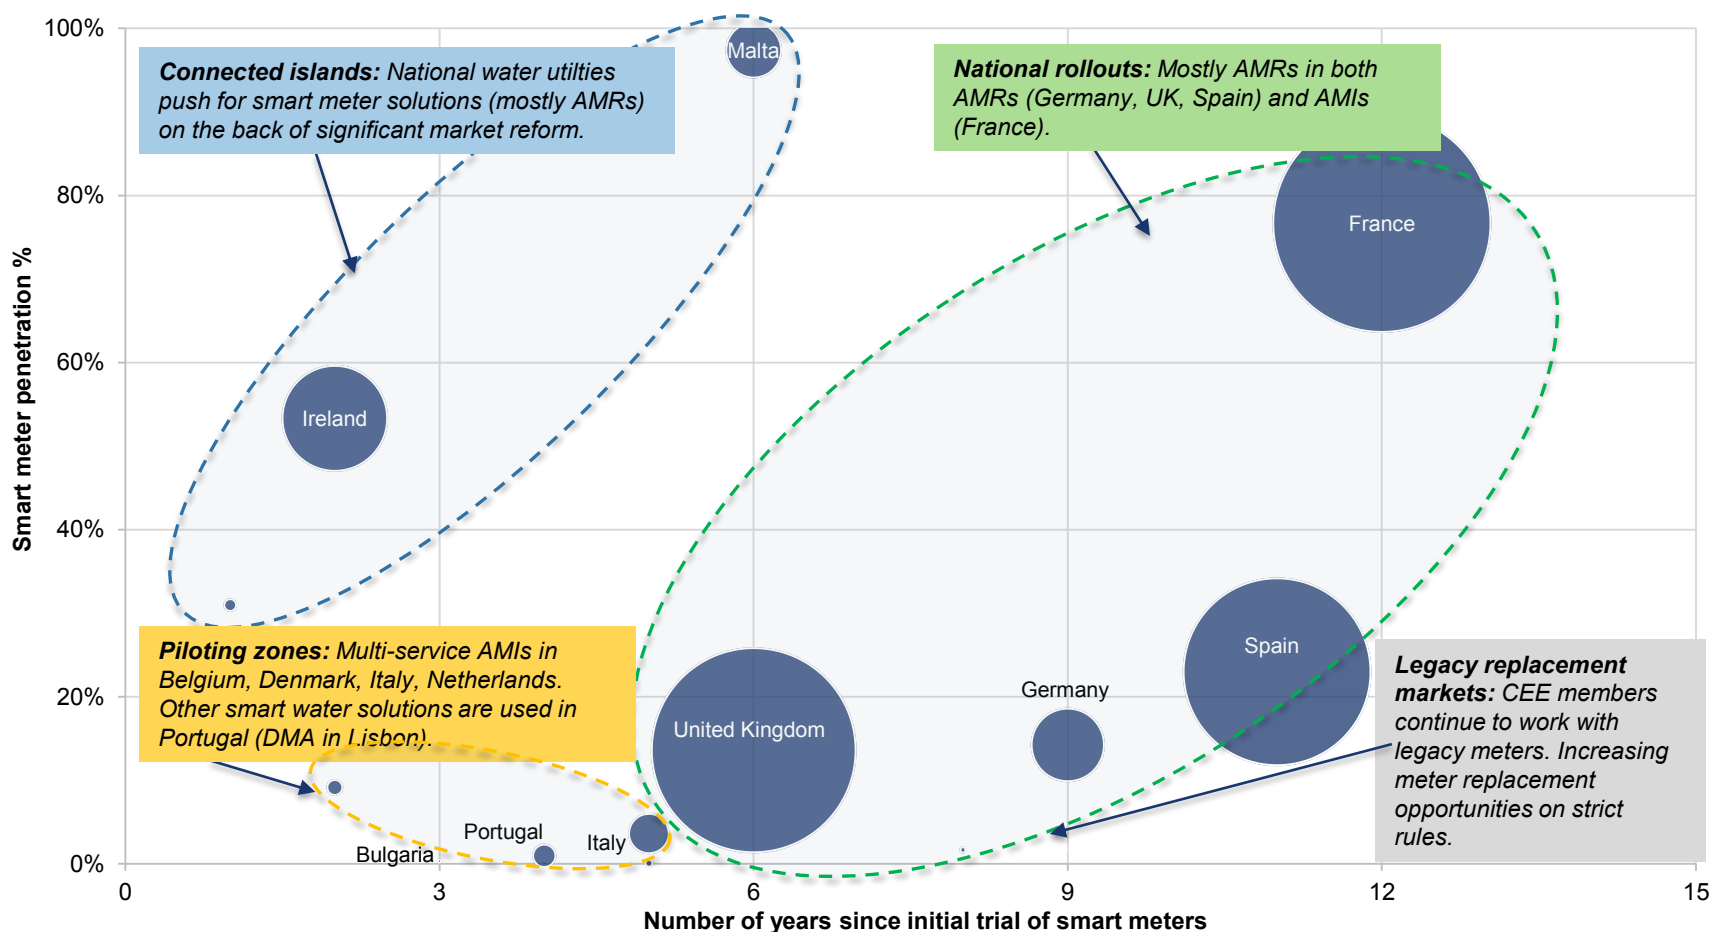 100%
80%
60%
40%
20%
0%
Smart meter penetration %
0
3
6
9
12
15
Number of years since initial trial of smart meters
Connected islands: National water utilties
push for smart meter solutions (mostly AMRs)
on the back of significant market reform.
National rollouts: Mostly AMRs in both
AMRs (Germany, UK, Spain) and AMIs
(France).
Piloting zones: Multi-service AMIs in
Belgium, Denmark, Italy, Netherlands.
Other smart water solutions are used in
Portugal (DMA in Lisbon).
Legacy replacement
markets: CEE members
continue to work with
legacy meters. Increasing
meter replacement
opportunities on strict
rules.
Malta
France
Ireland
Spain
Germany
United Kingdom
Portugal
Italy
Bulgaria